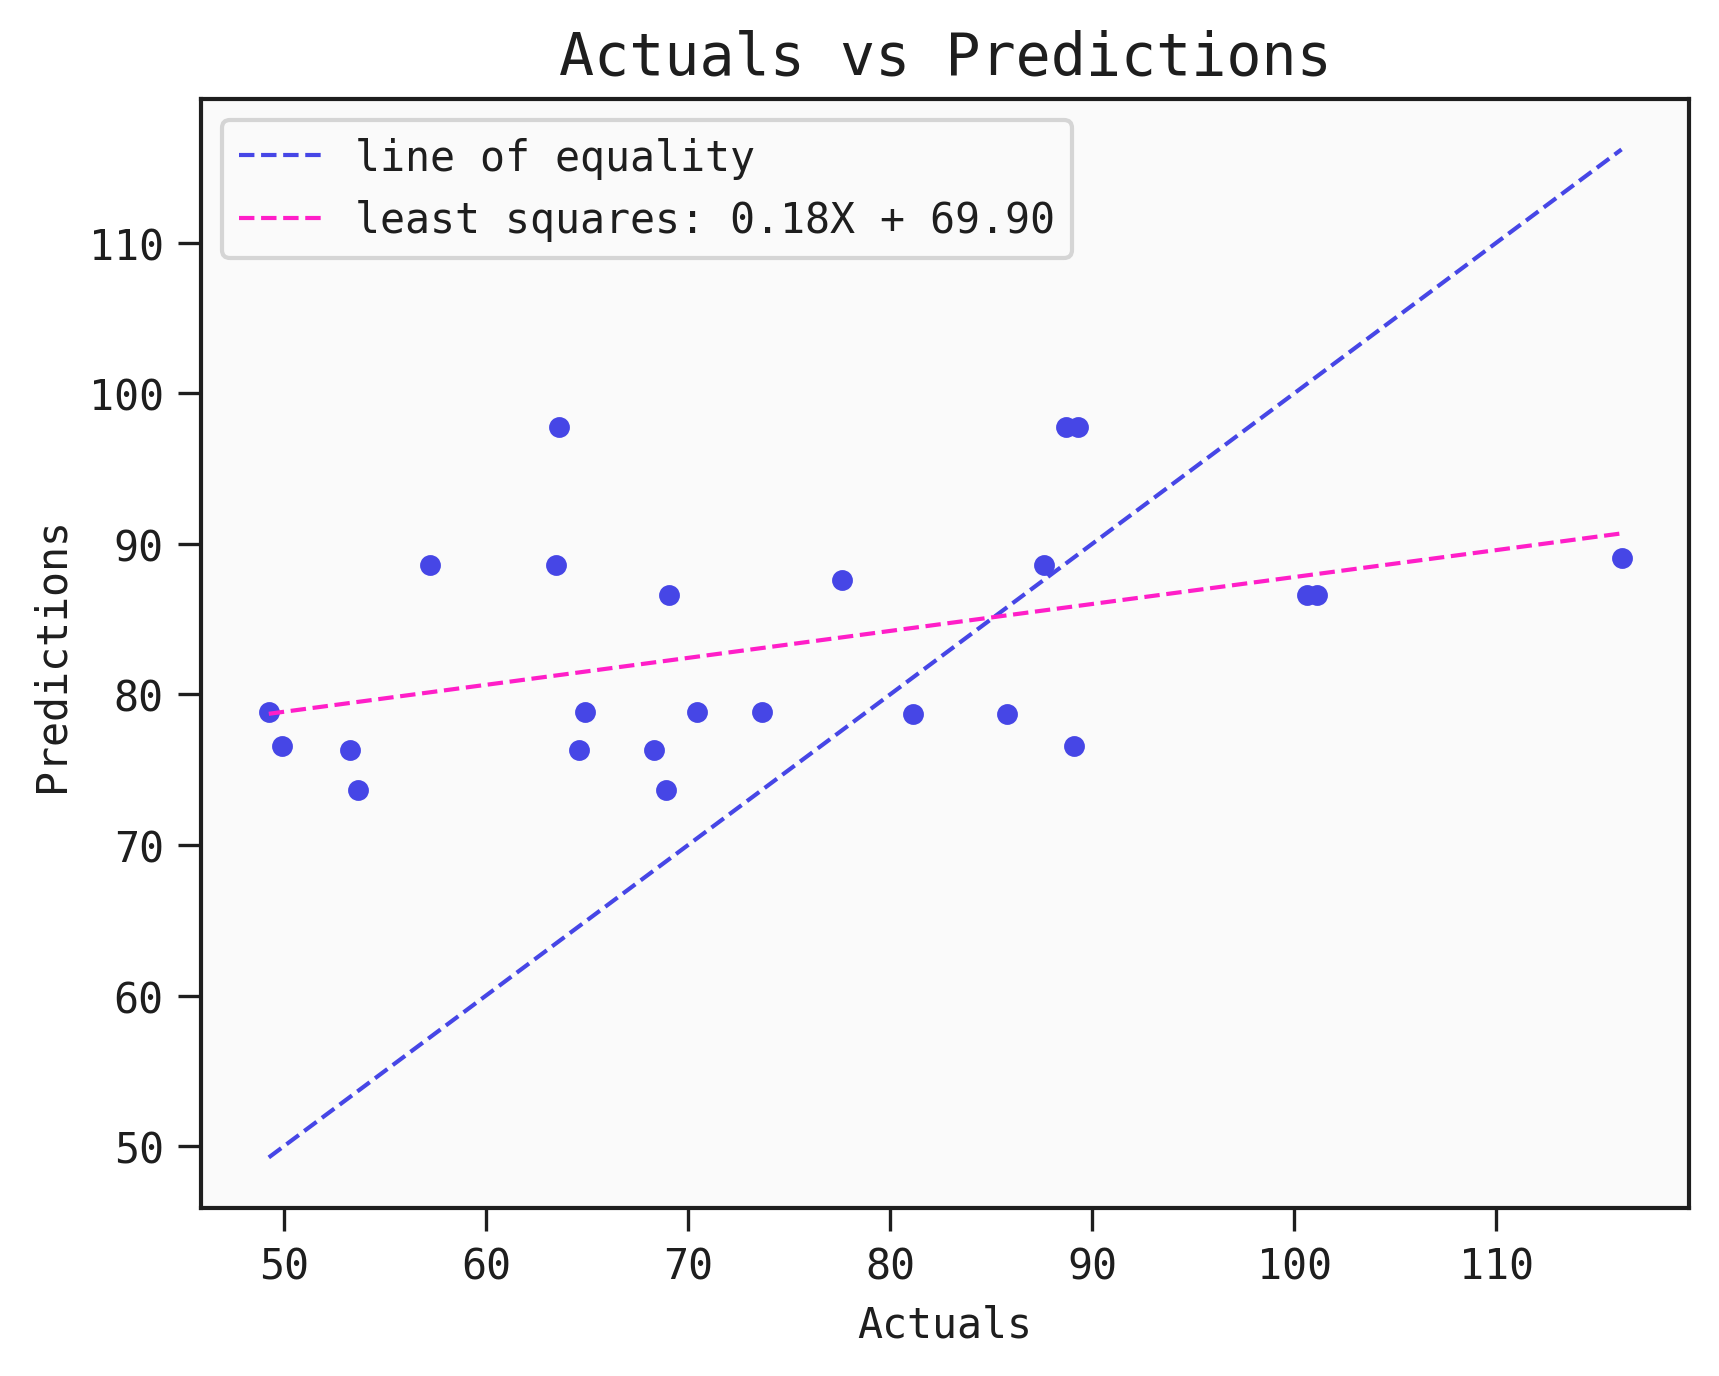 Actuals vs Predictions
line of equality
least squares: 0.18X + 69.90
110
100
90
80
70
60
50
Predictions
50 60 70 80 90 100 110
Actuals